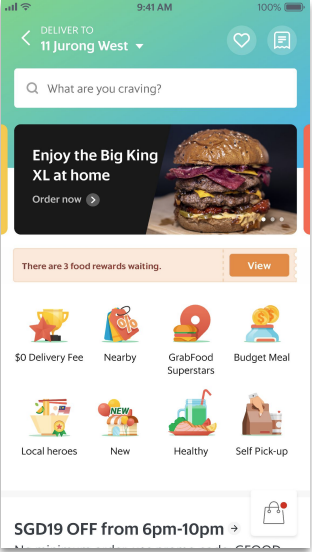 9:41 AM
100%
DELIVER TO
11 Jurong West
What are you craving?
Enjoy the Big King
XL at home
Order now
There are 3 food rewards waiting.
View
$0 Delivery Fee
Nearby
GrabFood
Superstars
Budget Meal
NEW
Local heroes
New
Healthy
Self Pick-up
SGD19 OFF from 6pm-10pm